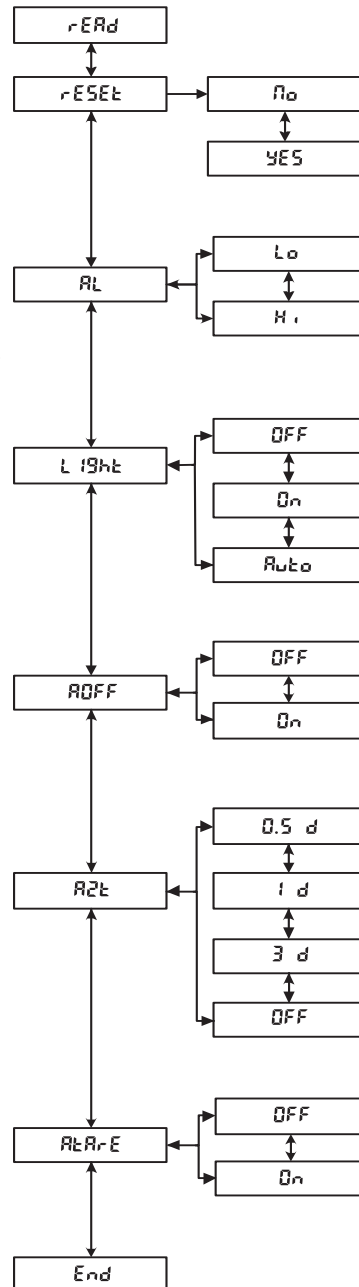 rEAd
rESEt
No
YES
AL
Lo
Hi
LIGht
OFF
On
Auto
AOFF
OFF
On
AZt
0.5 d
1 d
3 d
OFF
AtArE
OFF
On
End